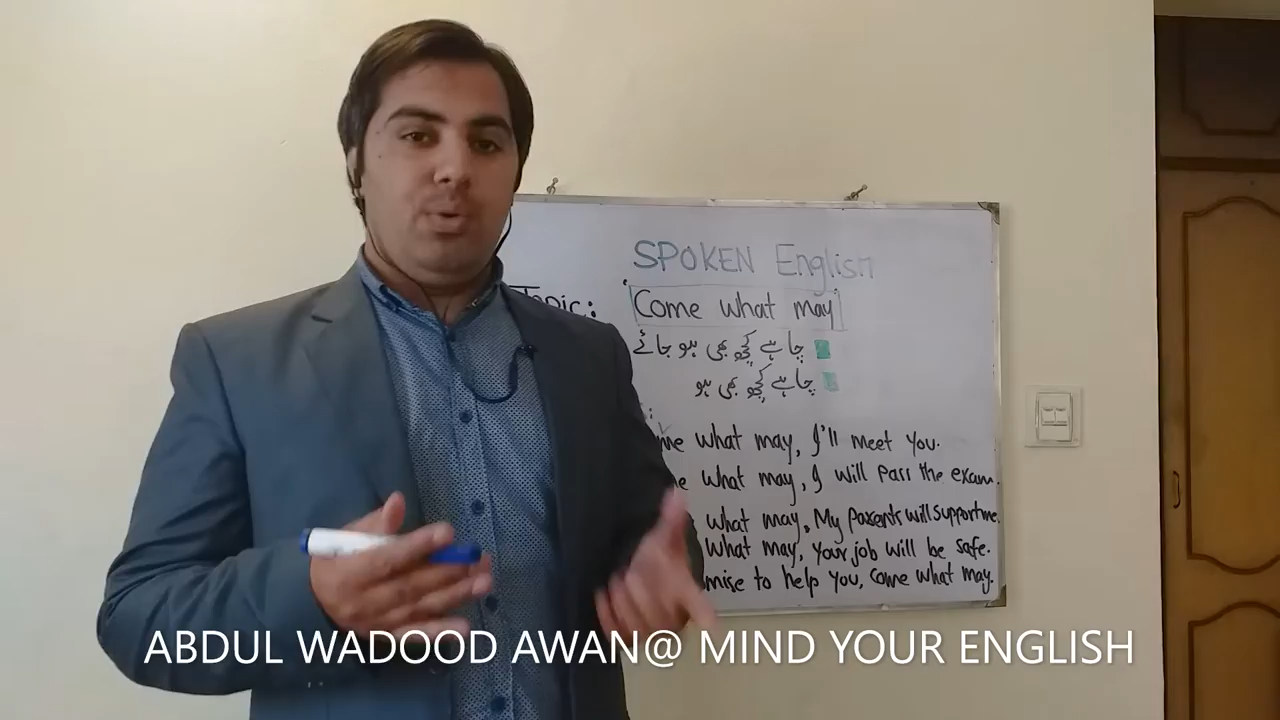 SPOKEN English
Topic: Come what may
چاہے کچھ بھی ہو جائے
چاہے کچھ بھی ہو
me what may, I'll meet you.
e what may, I will pass the exam.
what may, My parents will support me.
what may, your job will be safe.
mise to help you, come what may.
ABDUL WADOOD AWAN@ MIND YOUR ENGLISH